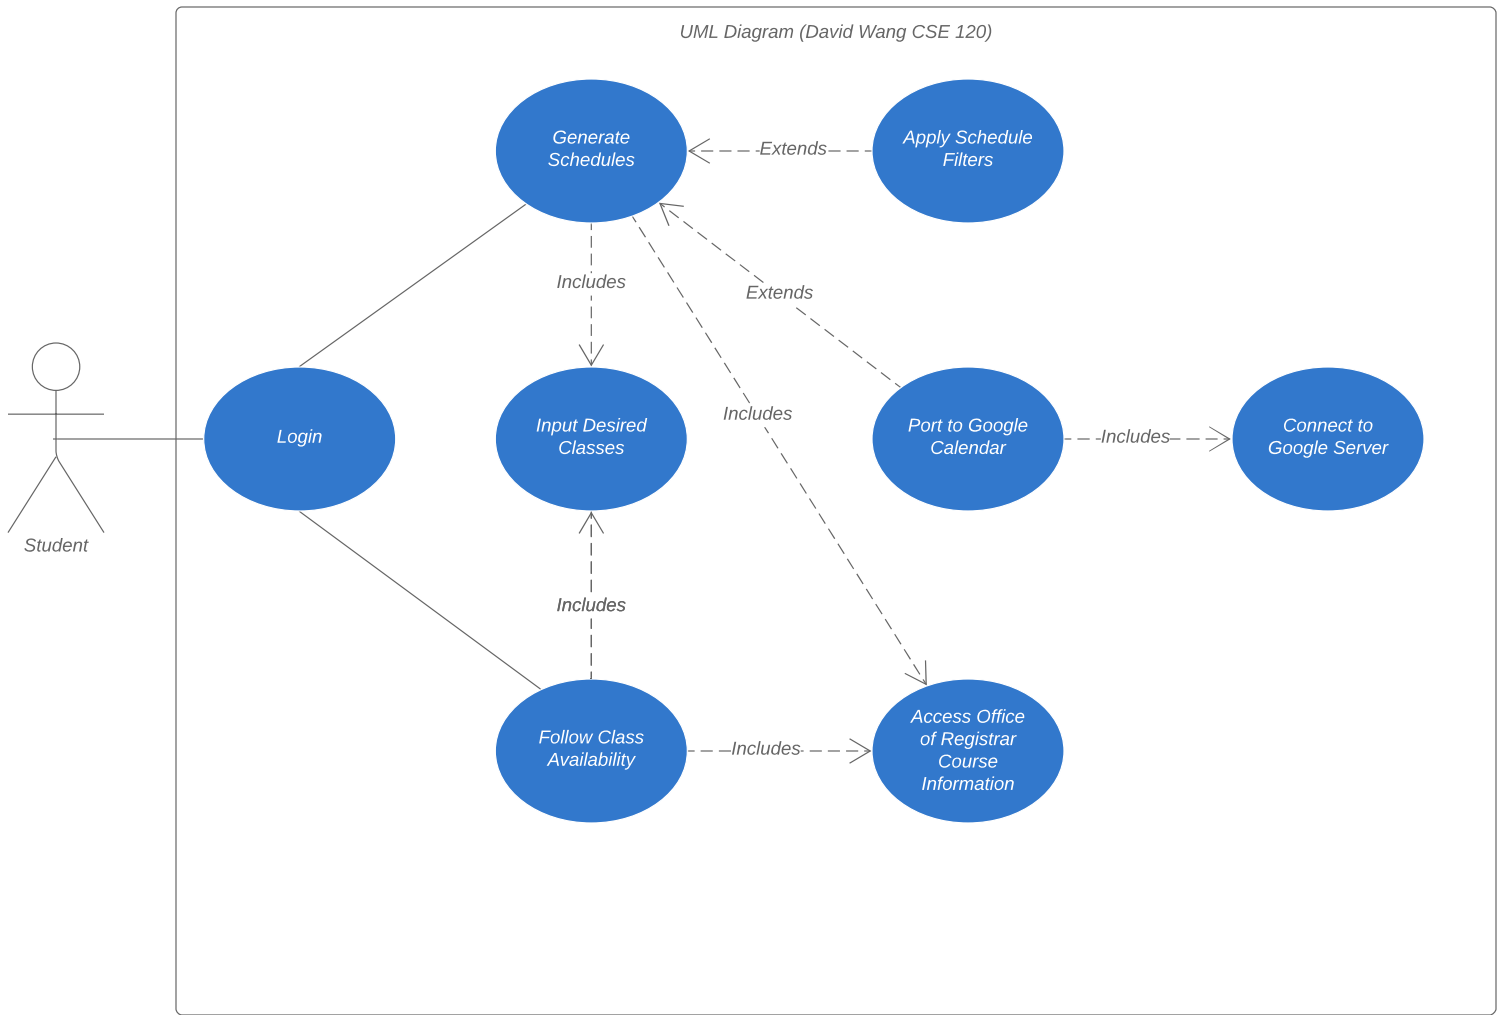 UML Diagram (David Wang CSE 120)
Generate
Schedules
Extends
Apply Schedule
Filters
Includes
Extends
Includes
Login
Input Desired
Classes
Port to Google
Calendar
Includes
Connect to
Google Server
Student
Includes
Follow Class
Availability
Includes
Access Office
of Registrar
Course
Information